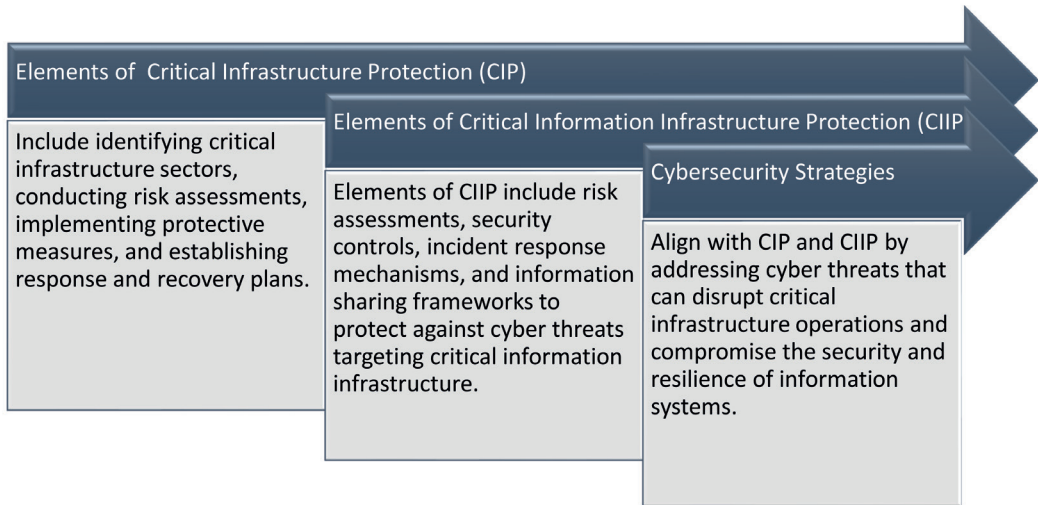 Elements of Critical Infrastructure Protection (CIP)
Include identifying critical
infrastructure sectors,
conducting risk assessments,
implementing protective
measures, and establishing
response and recovery plans.
Elements of Critical Information Infrastructure Protection (CIIP
Elements of CIIP include risk
assessments, security
controls, incident response
mechanisms, and information
sharing frameworks to
protect against cyber threats
targeting critical information
infrastructure.
Cybersecurity Strategies
Align with CIP and CIIP by
addressing cyber threats that
can disrupt critical
infrastructure operations and
compromise the security and
resilience of information
systems.